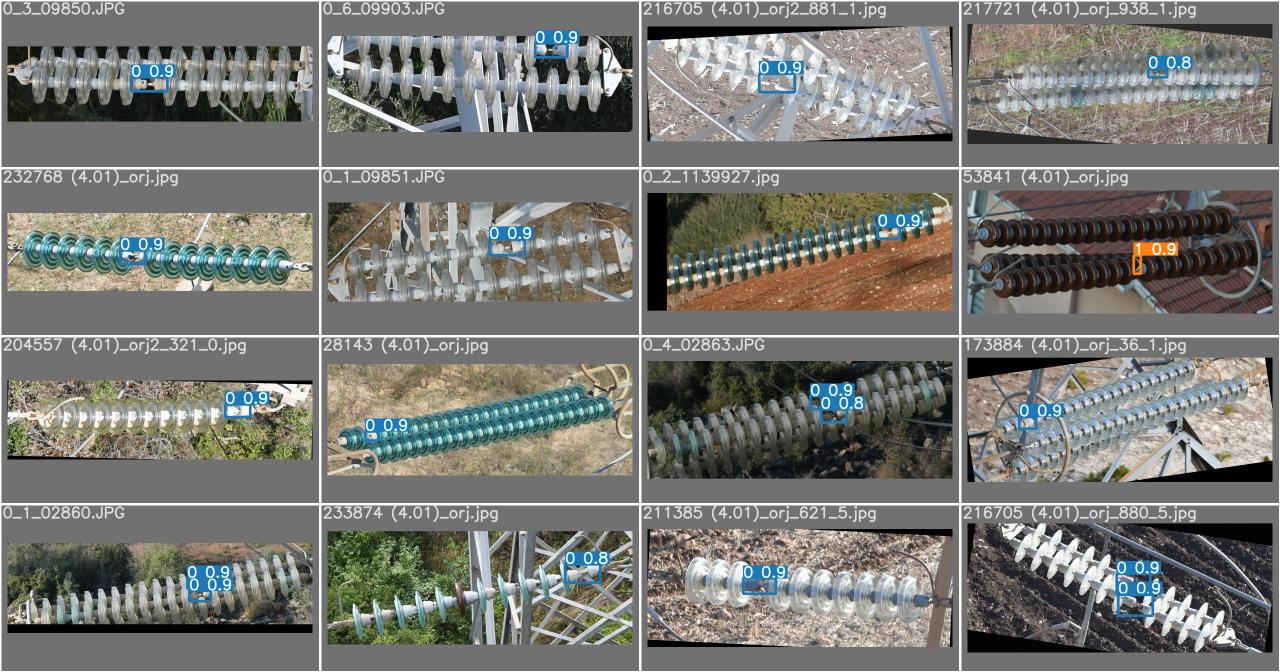 0_3_09850.JPG
0 0.9
0_6_09903.JPG
0 0.9
216705 (4.01)_orj2_881_1.jpg
0 0.9
217721 (4.01)_orj_938_1.jpg
0 0.8
232768 (4.01)_orj.jpg
0 0.9
0_1_09851.JPG
0 0.9
0_2_1139927.jpg
0 0.9
53841 (4.01)_orj.jpg
1 0.9
204557 (4.01)_orj2_321_0.jpg
0 0.9
28143 (4.01)_orj.jpg
0 0.9
0_4_02863.JPG
0 0.9
0 0.8
173884 (4.01)_orj_36_1.jpg
0 0.9
0_1_02860.JPG
0 0.9
0 0.9
233874 (4.01)_orj.jpg
0 0.8
211385 (4.01)_orj_621_5.jpg
0 0.9
216705 (4.01)_orj_880_5.jpg
0 0.9
0 0.9